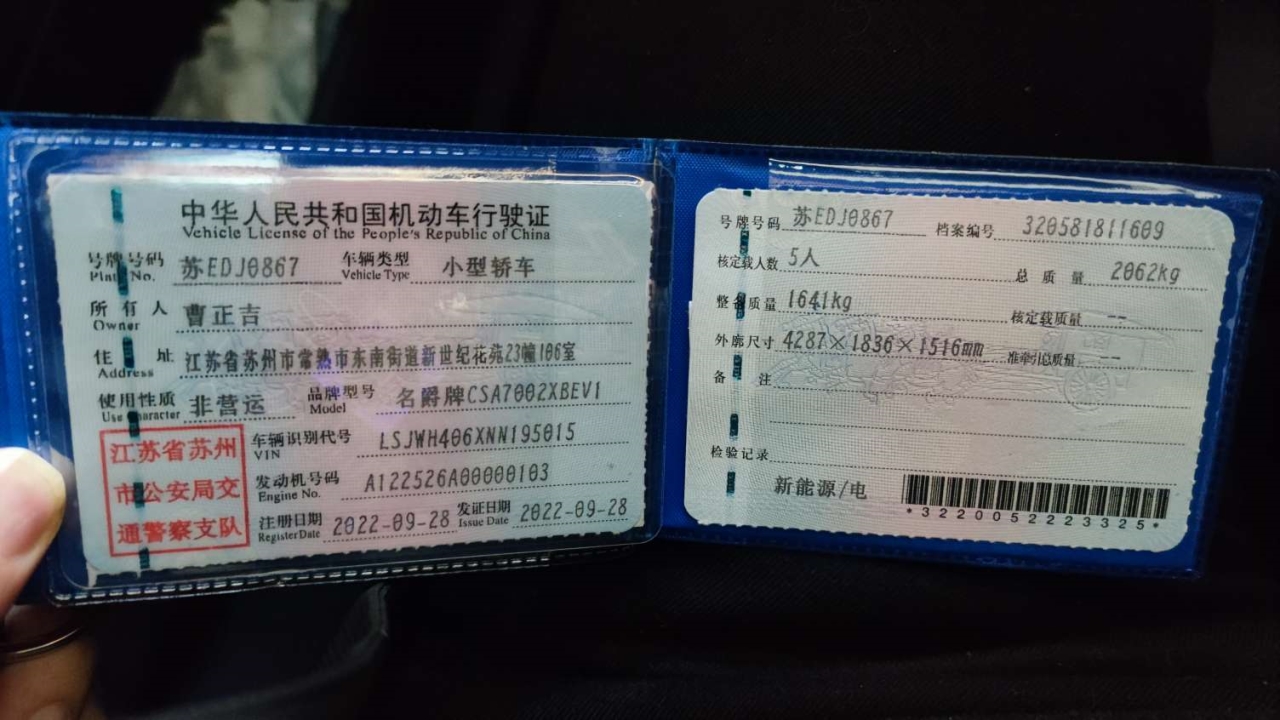 中华人民共和国机动车行驶证
Vehicle License of the People's Republic of China
号牌号码 苏EDJ0867 车辆类型 小型轿车
Plate No. Vehicle Type
所有人 曹正吉
Owner
住址 江苏省苏州市常熟市东南街道新世纪花苑23幢106室
Address
使用性质 非营运 品牌型号 名爵牌CSA7002XBEV1
Use Character Model
江苏省苏州
市公安局交
通警察支队
车辆识别代号 LSJWH406XNN195015
VIN
发动机号码 A122526A00000103
Engine No.
注册日期 2022-09-28 发证日期 2022-09-28
Register Date Issue Date
号牌号码 苏EDJ0867 档案编号 320581811609
核定载人数 5人 总质量 2062kg
整备质量 1641kg 核定载质量 --
外廓尺寸 4287×1836×1516mm 准牵引总质量 --
备注
检验记录
新能源/电
*3220052223325*